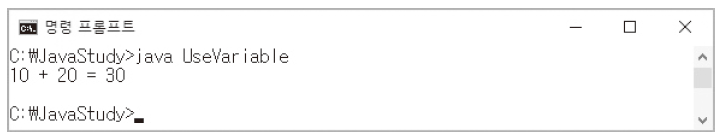 명령 프롬프트
C:₩JavaStudy>java UseVariable
10 + 20 = 30
C:₩JavaStudy>